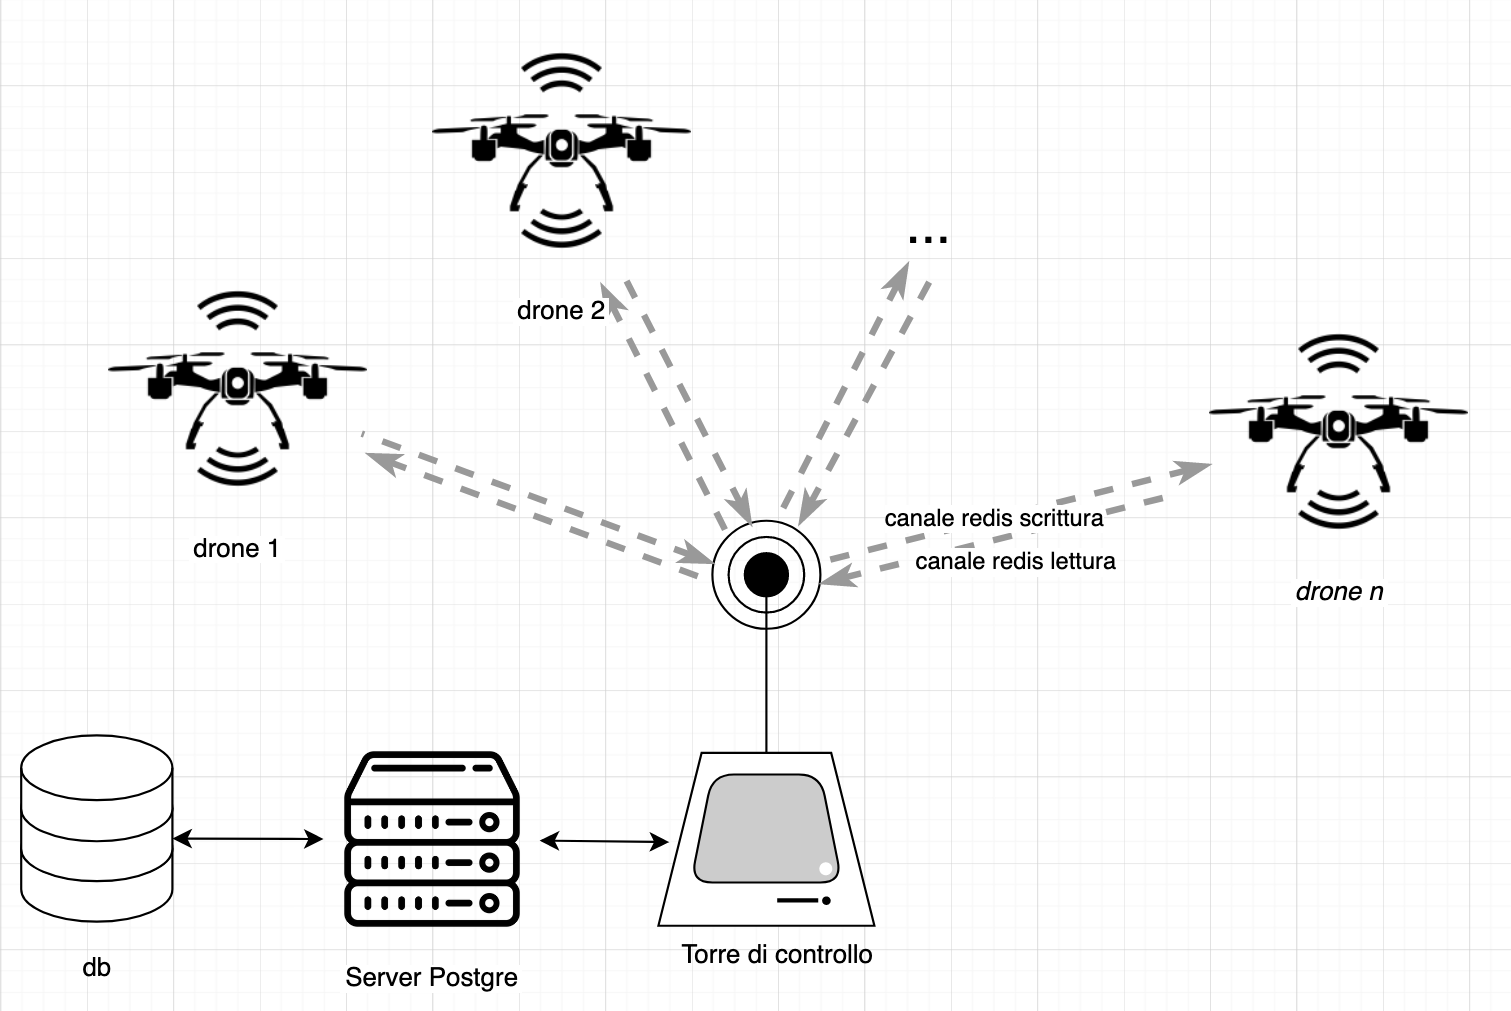 ...
drone 2
drone 1
canale redis scrittura
canale redis lettura
drone n
db
Server Postgre
Torre di controllo